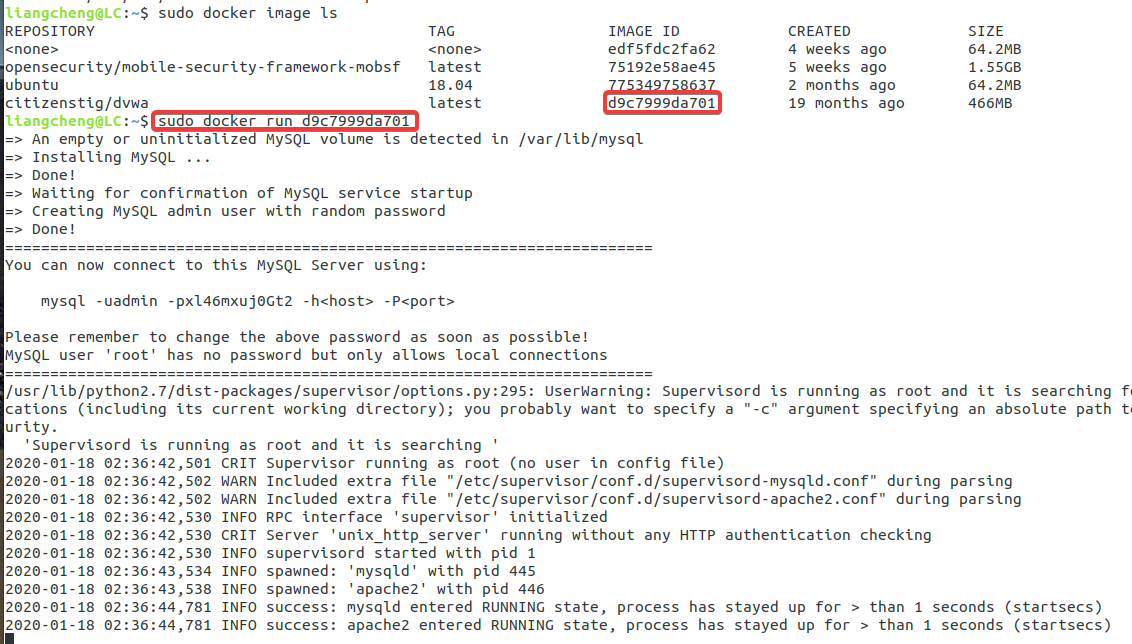 liangcheng@LC:~$ sudo docker image ls
REPOSITORY TAG IMAGE ID CREATED SIZE
<none> <none> edf5fdc2fa62 4 weeks ago 64.2MB
opensecurity/mobile-security-framework-mobsf latest 75192e58ae45 5 weeks ago 1.55GB
ubuntu 18.04 775349758637 2 months ago 64.2MB
citizenstig/dvwa latest d9c7999da701 19 months ago 466MB
liangcheng@LC:~$ sudo docker run d9c7999da701
=> An empty or uninitialized MySQL volume is detected in /var/lib/mysql
=> Installing MySQL ...
=> Done!
=> Waiting for confirmation of MySQL service startup
=> Creating MySQL admin user with random password
=> Done!
========================================================================
You can now connect to this MySQL Server using:
mysql -uadmin -pxl46mxuj0Gt2 -h<host> -P<port>
Please remember to change the above password as soon as possible!
MySQL user 'root' has no password but only allows local connections
========================================================================
/usr/lib/python2.7/dist-packages/supervisor/options.py:295: UserWarning: Supervisord is running as root and it is searching fo
cations (including its current working directory); you probably want to specify a "-c" argument specifying an absolute path to
urity.
'Supervisord is running as root and it is searching '
2020-01-18 02:36:42,501 CRIT Supervisor running as root (no user in config file)
2020-01-18 02:36:42,502 WARN Included extra file "/etc/supervisor/conf.d/supervisord-mysqld.conf" during parsing
2020-01-18 02:36:42,502 WARN Included extra file "/etc/supervisor/conf.d/supervisord-apache2.conf" during parsing
2020-01-18 02:36:42,530 INFO RPC interface 'supervisor' initialized
2020-01-18 02:36:42,530 CRIT Server 'unix_http_server' running without any HTTP authentication checking
2020-01-18 02:36:42,530 INFO supervisord started with pid 1
2020-01-18 02:36:43,534 INFO spawned: 'mysqld' with pid 445
2020-01-18 02:36:43,538 INFO spawned: 'apache2' with pid 446
2020-01-18 02:36:44,781 INFO success: mysqld entered RUNNING state, process has stayed up for > than 1 seconds (startsecs)
2020-01-18 02:36:44,781 INFO success: apache2 entered RUNNING state, process has stayed up for > than 1 seconds (startsecs)